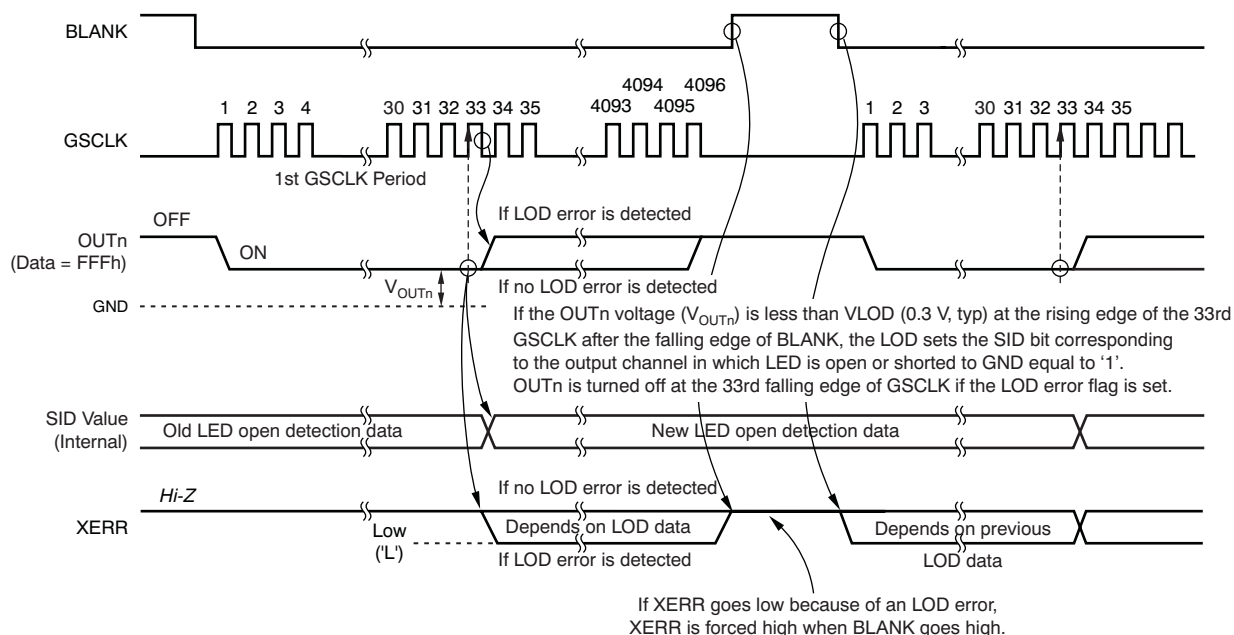 BLANK
4094 4096
1 2 3 4 30 31 32 33 34 35 4093 4095 1 2 3 30 31 32 33 34 35
GSCLK
1st GSCLK Period
OFF
If LOD error is detected
OUTn
(Data = FFFh)
ON
VOUTn
If no LOD error is detected
GND
If the OUTn voltage (VOUTn) is less than VLOD (0.3 V, typ) at the rising edge of the 33rd
GSCLK after the falling edge of BLANK, the LOD sets the SID bit corresponding
to the output channel in which LED is open or shorted to GND equal to ‘1’.
OUTn is turned off at the 33rd falling edge of GSCLK if the LOD error flag is set.
SID Value
(Internal)
Old LED open detection data
New LED open detection data
Hi-Z
If no LOD error is detected
XERR
Low
('L')
Depends on LOD data
Depends on previous
LOD data
If LOD error is detected
If XERR goes low because of an LOD error,
XERR is forced high when BLANK goes high.